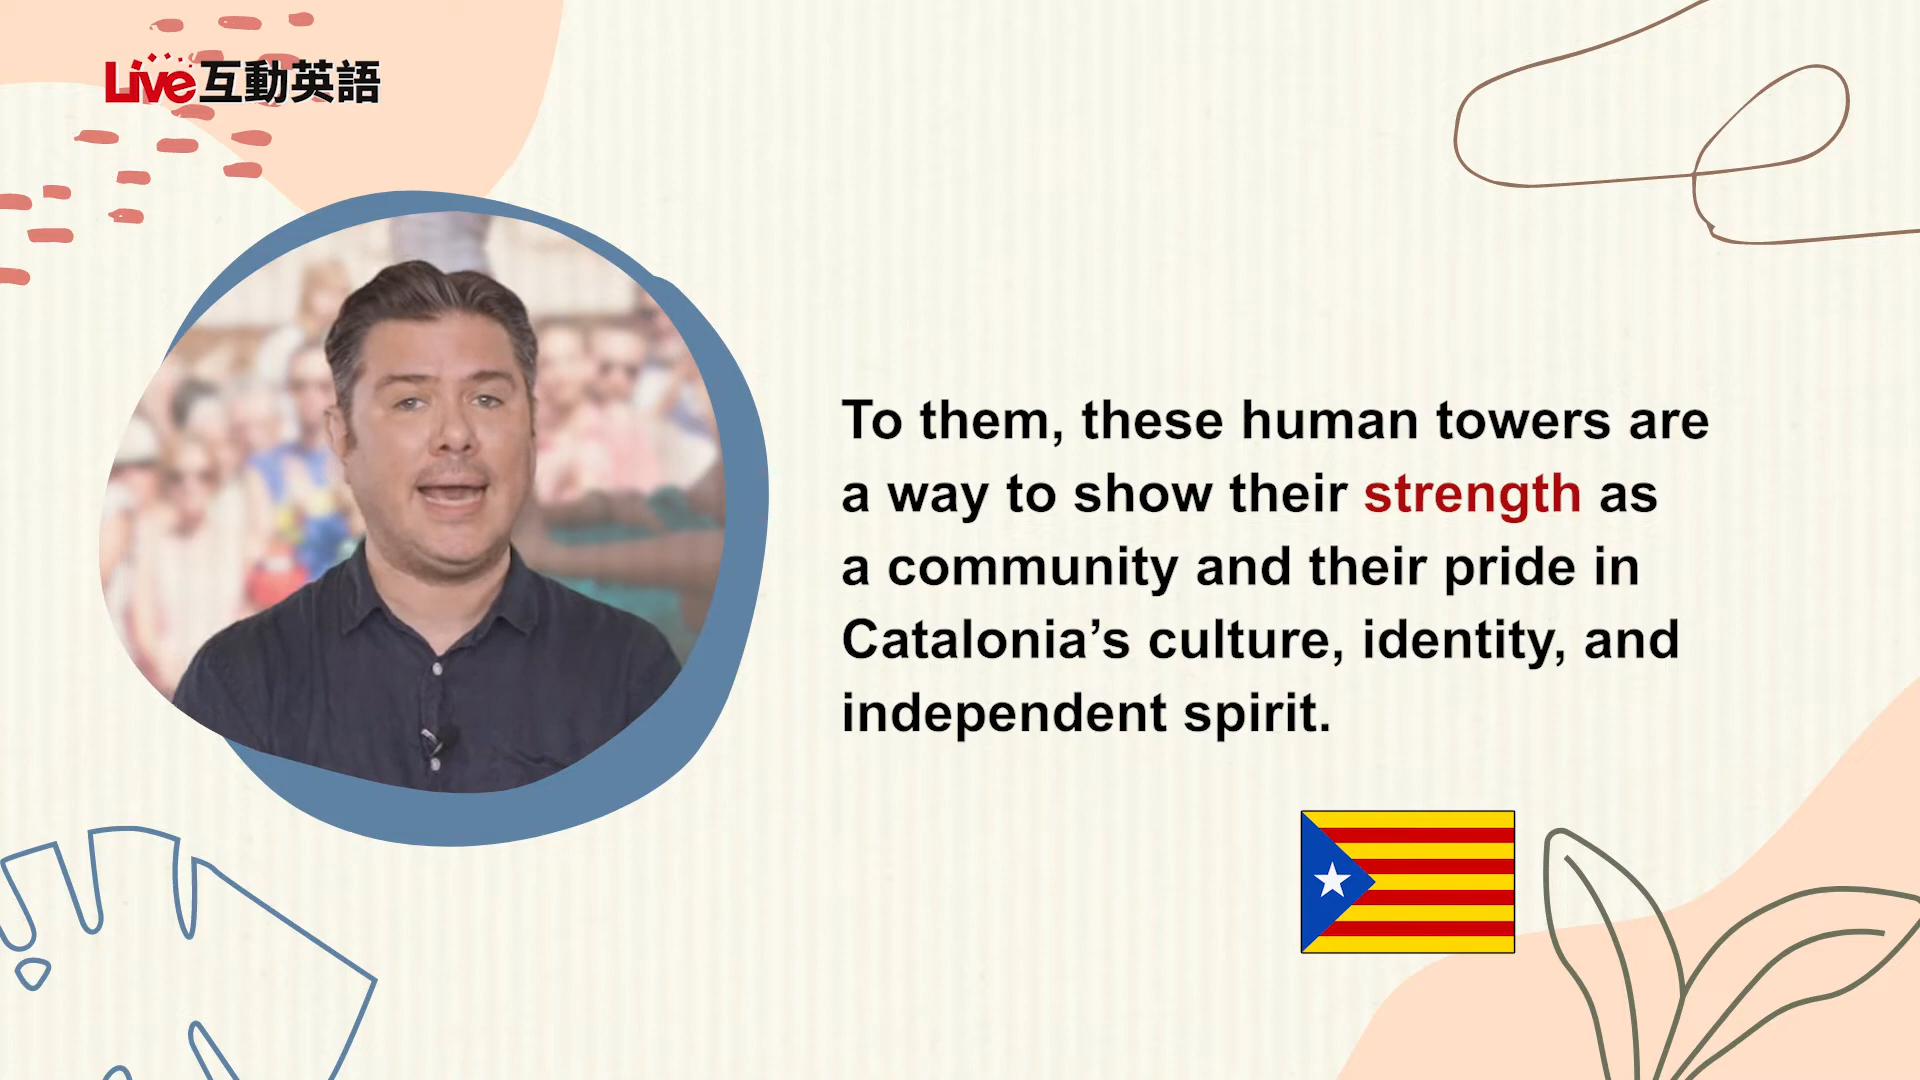 Live互動英語
To them, these human towers are
a way to show their strength as
a community and their pride in
Catalonia’s culture, identity, and
independent spirit.